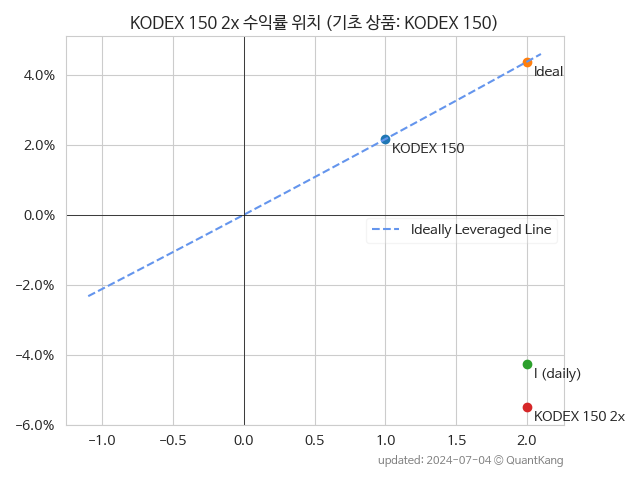 KODEX 150 2x 수익률 위치 (기초 상품: KODEX 150)
4.0%
2.0%
0.0%
−2.0%
−4.0%
−6.0%
Ideal
KODEX 150
Ideally Leveraged Line
I (daily)
KODEX 150 2x
−1.0
−0.5
0.0
0.5
1.0
1.5
2.0
updated: 2024-07-04 © QuantKang